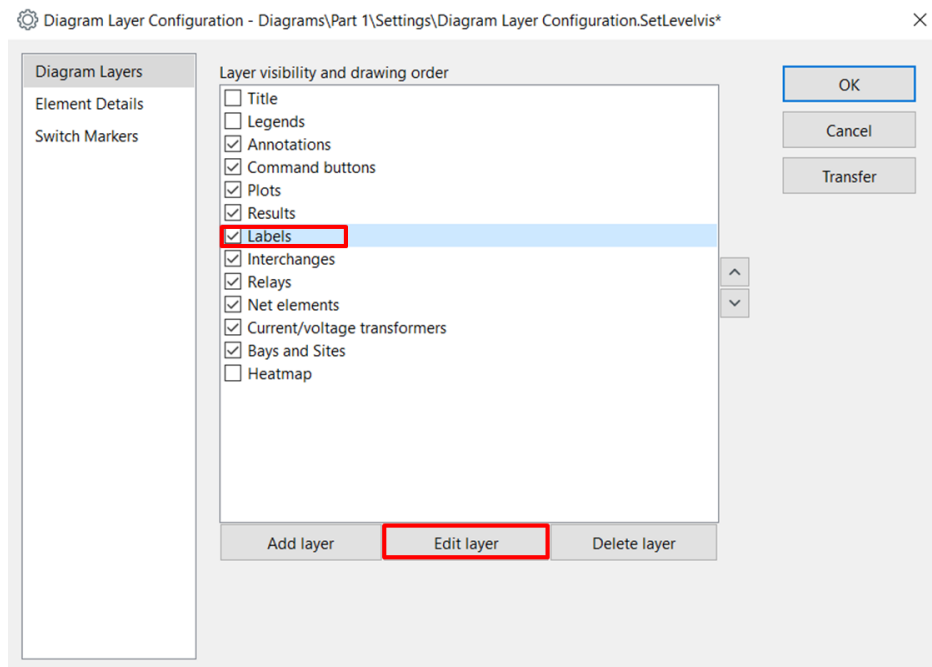 Diagram Layer Configuration - Diagrams\Part 1\Settings\Diagram Layer Configuration.SetLevelvis*
Diagram Layers
Element Details
Switch Markers
Layer visibility and drawing order
Title
Legends
Annotations
Command buttons
Plots
Results
Labels
Interchanges
Relays
Net elements
Current/voltage transformers
Bays and Sites
Heatmap
Add layer
Edit layer
Delete layer
OK
Cancel
Transfer